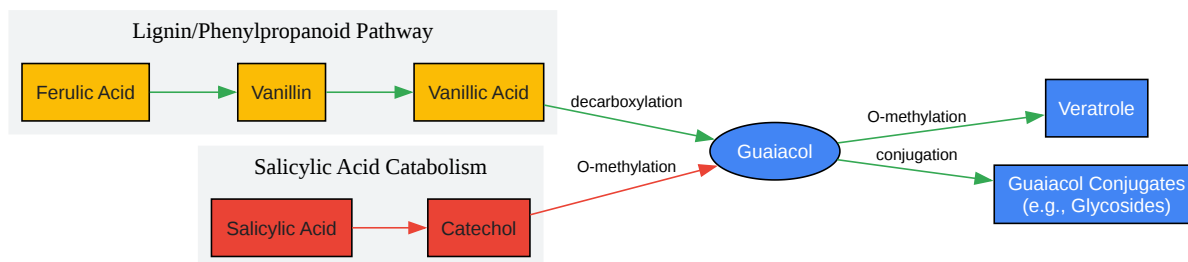 Lignin/Phenylpropanoid Pathway
Ferulic Acid
Vanillin
Vanillic Acid
decarboxylation
Salicylic Acid Catabolism
Salicylic Acid
Catechol
O-methylation
Guaiacol
O-methylation
Veratrole
conjugation
Guaiacol Conjugates
(e.g., Glycosides)